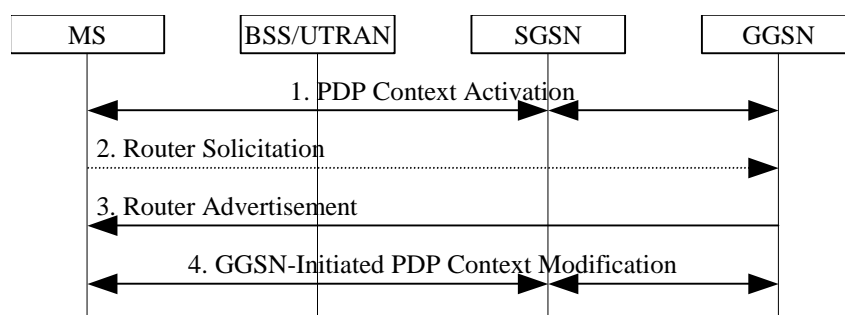 MS BSS/UTRAN SGSN GGSN
1. PDP Context Activation
2. Router Solicitation
3. Router Advertisement
4. GGSN-Initiated PDP Context Modification